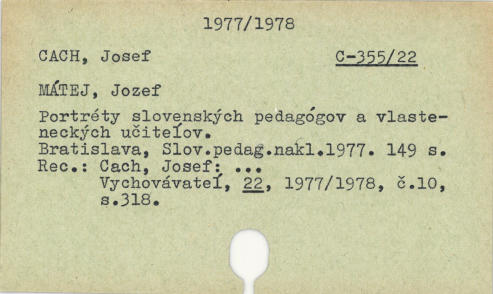 1977/1978
CACH, Josef C-355/22
MÁTEJ, Jozef
Portréty slovenských pedagógov a vlaste-
neckých učiteľov.
Bratislava, Slov.pedag.nakl.1977. 149 s.
Rec.: Cach, Josef: ...
Vychovávateľ, 22, 1977/1978, č.10,
s.318.